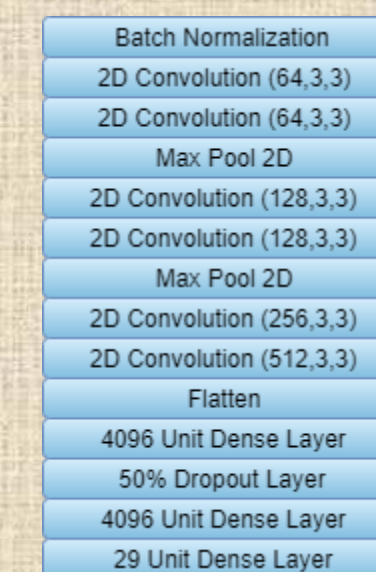 Batch Normalization
2D Convolution (64,3,3)
2D Convolution (64,3,3)
Max Pool 2D
2D Convolution (128,3,3)
2D Convolution (128,3,3)
Max Pool 2D
2D Convolution (256,3,3)
2D Convolution (512,3,3)
Flatten
4096 Unit Dense Layer
50% Dropout Layer
4096 Unit Dense Layer
29 Unit Dense Layer